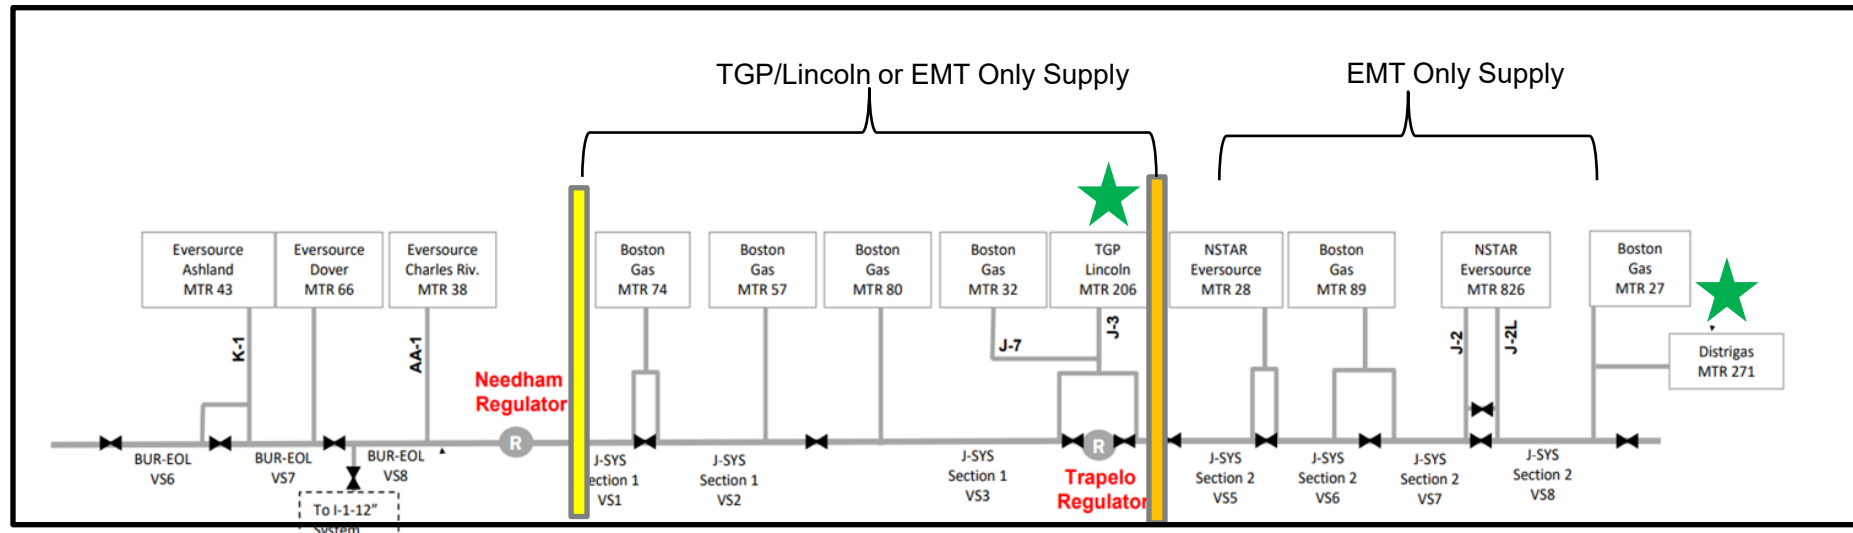 TGP/Lincoln or EMT Only Supply
EMT Only Supply
Eversource
Ashland
MTR 43
Eversource
Dover
MTR 66
Eversource
Charles Riv.
MTR 38
Boston
Gas
MTR 74
Boston
Gas
MTR 57
Boston
Gas
MTR 80
Boston
Gas
MTR 32
TGP
Lincoln
MTR 206
NSTAR
Eversource
MTR 28
Boston
Gas
MTR 89
NSTAR
Eversource
MTR 826
Boston
Gas
MTR 27
Distrigas
MTR 271
K-1
AA-1
J-7
J-3
J-2
J-2L
Needham
Regulator
R
R
Trapelo
Regulator
BUR-EOL
VS6
BUR-EOL
VS7
BUR-EOL
VS8
To I-1-12"
System
J-SYS
ection 1
VS1
J-SYS
Section 1
VS2
J-SYS
Section 1
VS3
J-SYS
Section 2
VS5
J-SYS
Section 2
VS6
J-SYS
Section 2
VS7
J-SYS
Section 2
VS8